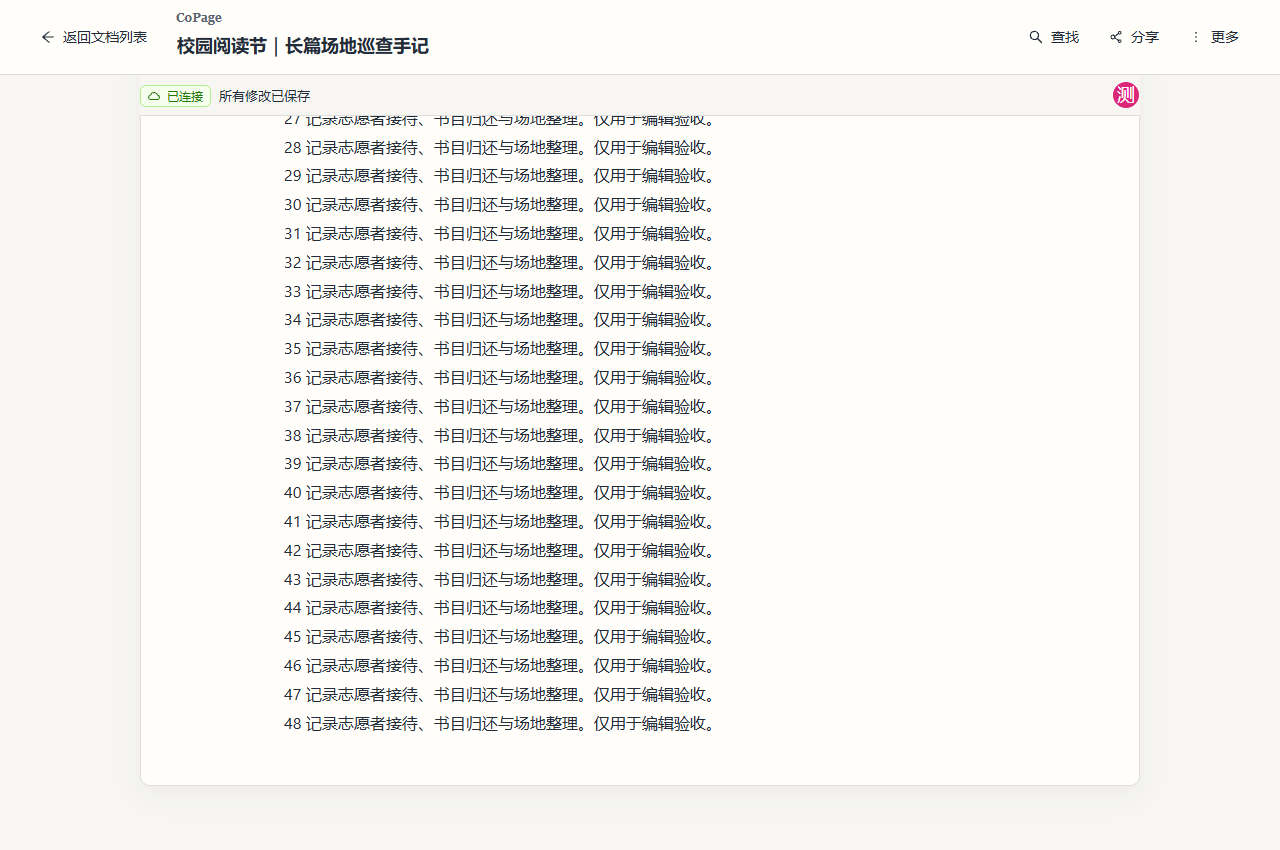 CoPage
返回文档列表
校园阅读节｜长篇场地巡查手记
查找
分享
更多
已连接
所有修改已保存
测
27 记录志愿者接待、书目归还与场地整理。仅用于编辑验收。
28 记录志愿者接待、书目归还与场地整理。仅用于编辑验收。
29 记录志愿者接待、书目归还与场地整理。仅用于编辑验收。
30 记录志愿者接待、书目归还与场地整理。仅用于编辑验收。
31 记录志愿者接待、书目归还与场地整理。仅用于编辑验收。
32 记录志愿者接待、书目归还与场地整理。仅用于编辑验收。
33 记录志愿者接待、书目归还与场地整理。仅用于编辑验收。
34 记录志愿者接待、书目归还与场地整理。仅用于编辑验收。
35 记录志愿者接待、书目归还与场地整理。仅用于编辑验收。
36 记录志愿者接待、书目归还与场地整理。仅用于编辑验收。
37 记录志愿者接待、书目归还与场地整理。仅用于编辑验收。
38 记录志愿者接待、书目归还与场地整理。仅用于编辑验收。
39 记录志愿者接待、书目归还与场地整理。仅用于编辑验收。
40 记录志愿者接待、书目归还与场地整理。仅用于编辑验收。
41 记录志愿者接待、书目归还与场地整理。仅用于编辑验收。
42 记录志愿者接待、书目归还与场地整理。仅用于编辑验收。
43 记录志愿者接待、书目归还与场地整理。仅用于编辑验收。
44 记录志愿者接待、书目归还与场地整理。仅用于编辑验收。
45 记录志愿者接待、书目归还与场地整理。仅用于编辑验收。
46 记录志愿者接待、书目归还与场地整理。仅用于编辑验收。
47 记录志愿者接待、书目归还与场地整理。仅用于编辑验收。
48 记录志愿者接待、书目归还与场地整理。仅用于编辑验收。